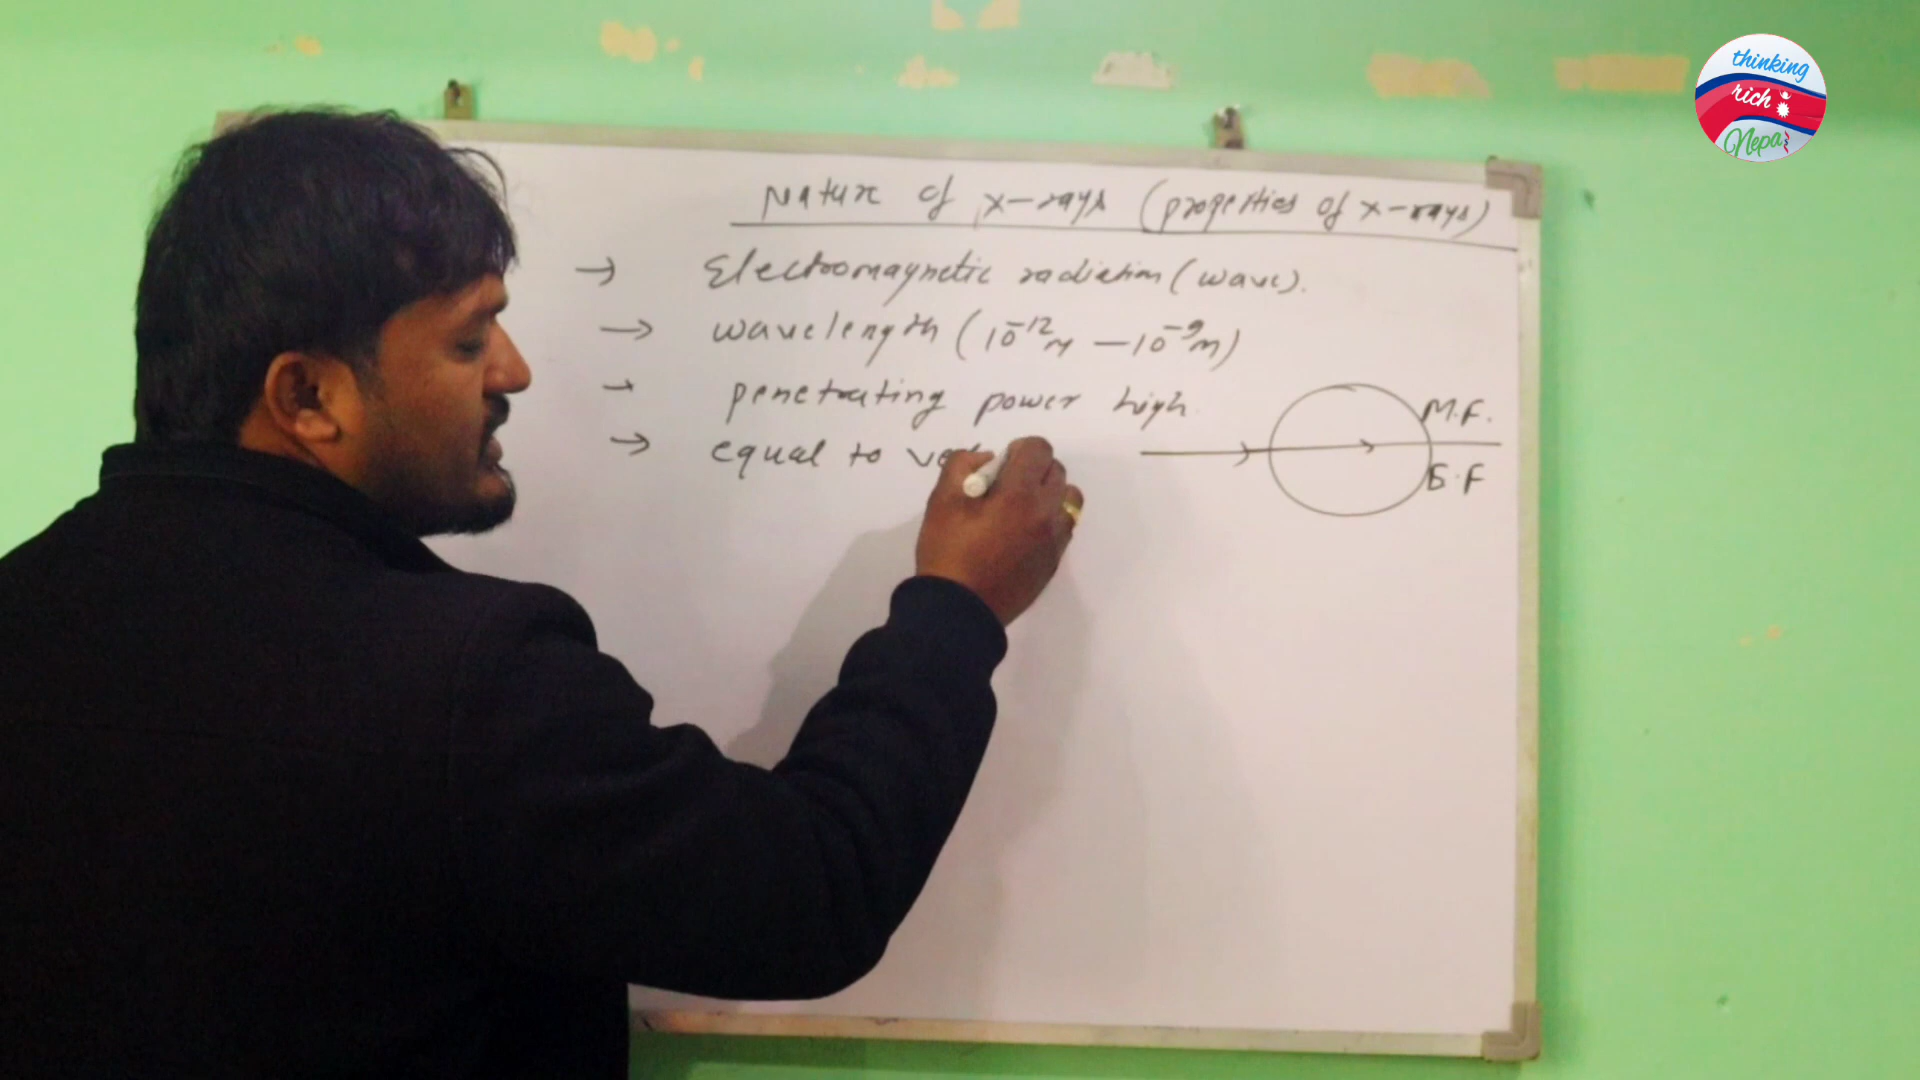 thinking
rich
Nepal
Nature of x-rays (properties of x-rays)
→ Electromagnetic radiation (wave).
→ wavelength (10⁻¹²m — 10⁻⁹m)
→ penetrating power high
→ equal to
M.F.
E.F